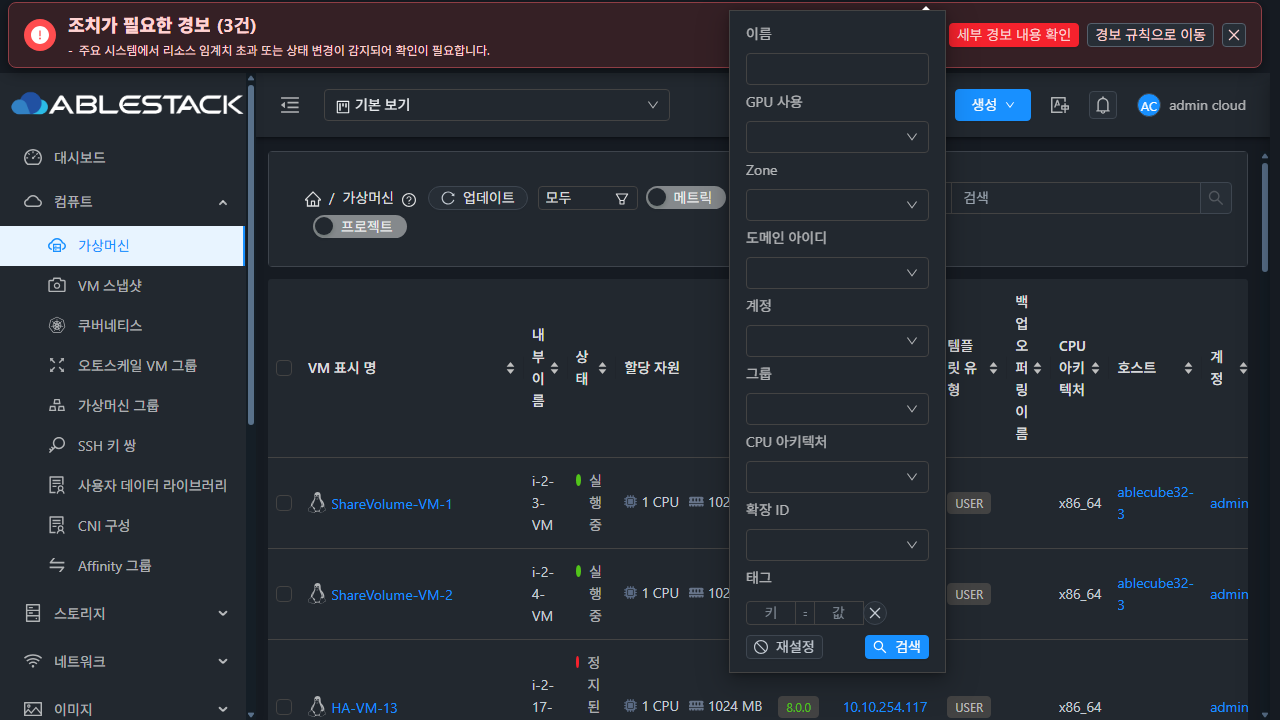 조치가 필요한 경보 (3건)
- 주요 시스템에서 리소스 임계치 초과 또는 상태 변경이 감지되어 확인이 필요합니다.
세부 경보 내용 확인
경보 규칙으로 이동
ABLESTACK
기본 보기
생성
AC
admin cloud
대시보드
컴퓨트
가상머신
VM 스냅샷
쿠버네티스
오토스케일 VM 그룹
가상머신 그룹
SSH 키 쌍
사용자 데이터 라이브러리
CNI 구성
Affinity 그룹
스토리지
네트워크
이미지
/ 가상머신
업데이트
모두
메트릭
프로젝트
검색
이름
GPU 사용
Zone
도메인 아이디
계정
그룹
CPU 아키텍처
확장 ID
태그
키 = 값
재설정
검색
VM 표시 명
내부이름
상태
할당 자원
템플릿 유형
백업오퍼링이름
CPU 아키텍처
호스트
계정
ShareVolume-VM-1
i-2-3-VM
실행중
1 CPU
102
USER
x86_64
ablecube32-3
admin
ShareVolume-VM-2
i-2-4-VM
실행중
1 CPU
102
USER
x86_64
ablecube32-3
admin
HA-VM-13
i-2-17-
정지된
1 CPU
1024 MB
8.0.0
10.10.254.117
USER
x86_64
admin